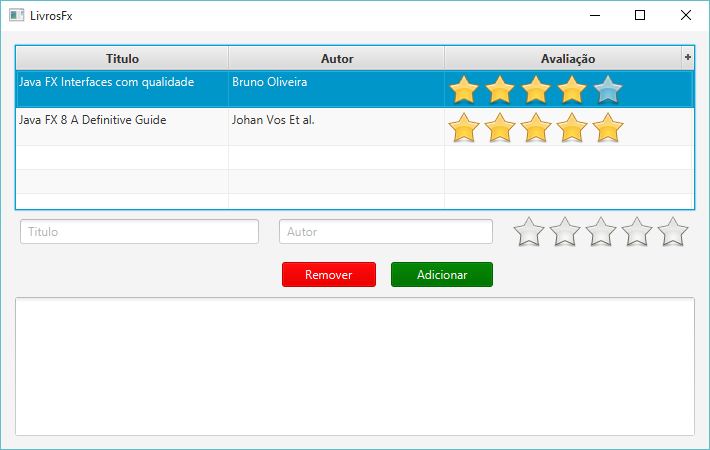 LivrosFx
Titulo Autor Avaliação +
Java FX Interfaces com qualidade Bruno Oliveira
Java FX 8 A Definitive Guide Johan Vos Et al.
Titulo Autor
Remover Adicionar